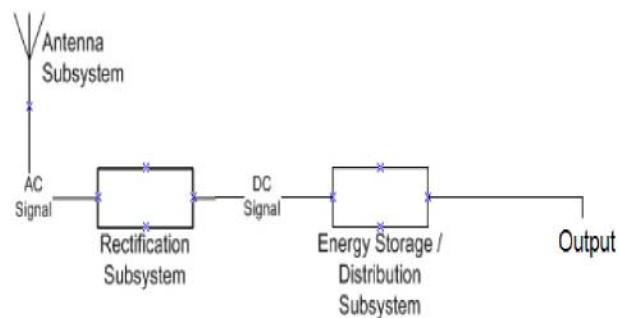 Antenna
Subsystem
AC
Signal
DC
Signal
Rectification
Subsystem
Energy Storage /
Distribution
Subsystem
Output